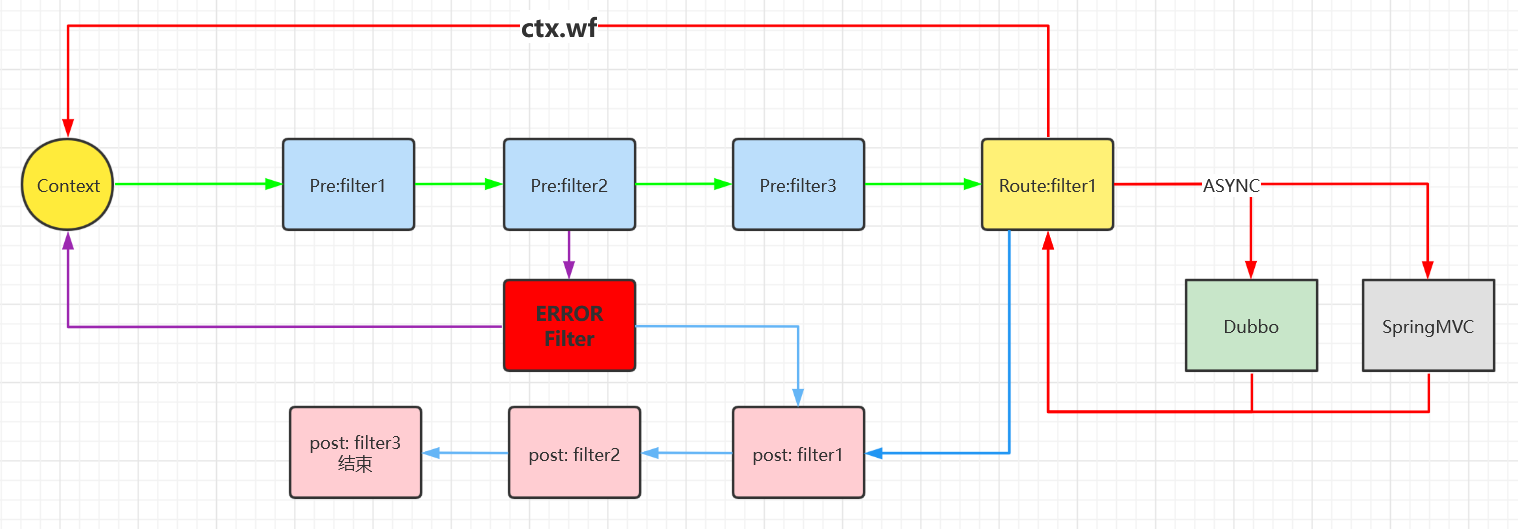 ctx.wf
Context
Pre:filter1
Pre:filter2
Pre:filter3
Route:filter1
ASYNC
ERROR
Filter
Dubbo
SpringMVC
post: filter3
结束
post: filter2
post: filter1